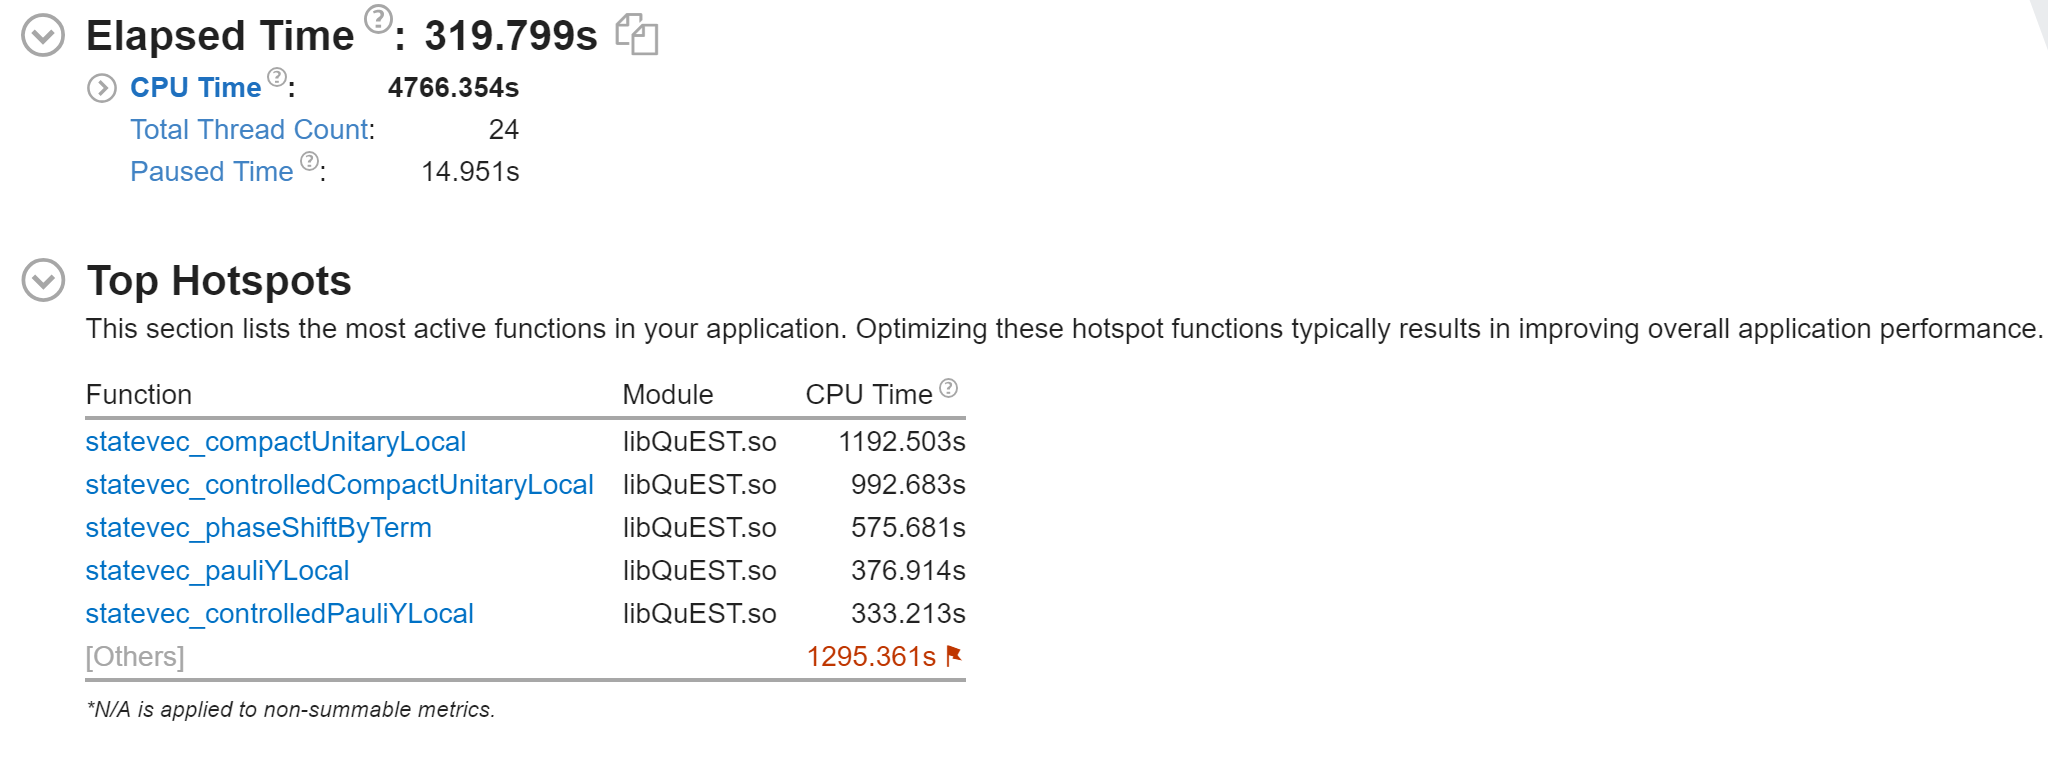 Elapsed Time ?: 319.799s
CPU Time ?: 4766.354s
Total Thread Count: 24
Paused Time ?: 14.951s
Top Hotspots
This section lists the most active functions in your application. Optimizing these hotspot functions typically results in improving overall application performance.
Function Module CPU Time ?
statevec_compactUnitaryLocal libQuEST.so 1192.503s
statevec_controlledCompactUnitaryLocal libQuEST.so 992.683s
statevec_phaseShiftByTerm libQuEST.so 575.681s
statevec_pauliYLocal libQuEST.so 376.914s
statevec_controlledPauliYLocal libQuEST.so 333.213s
[Others] 1295.361s
*N/A is applied to non-summable metrics.